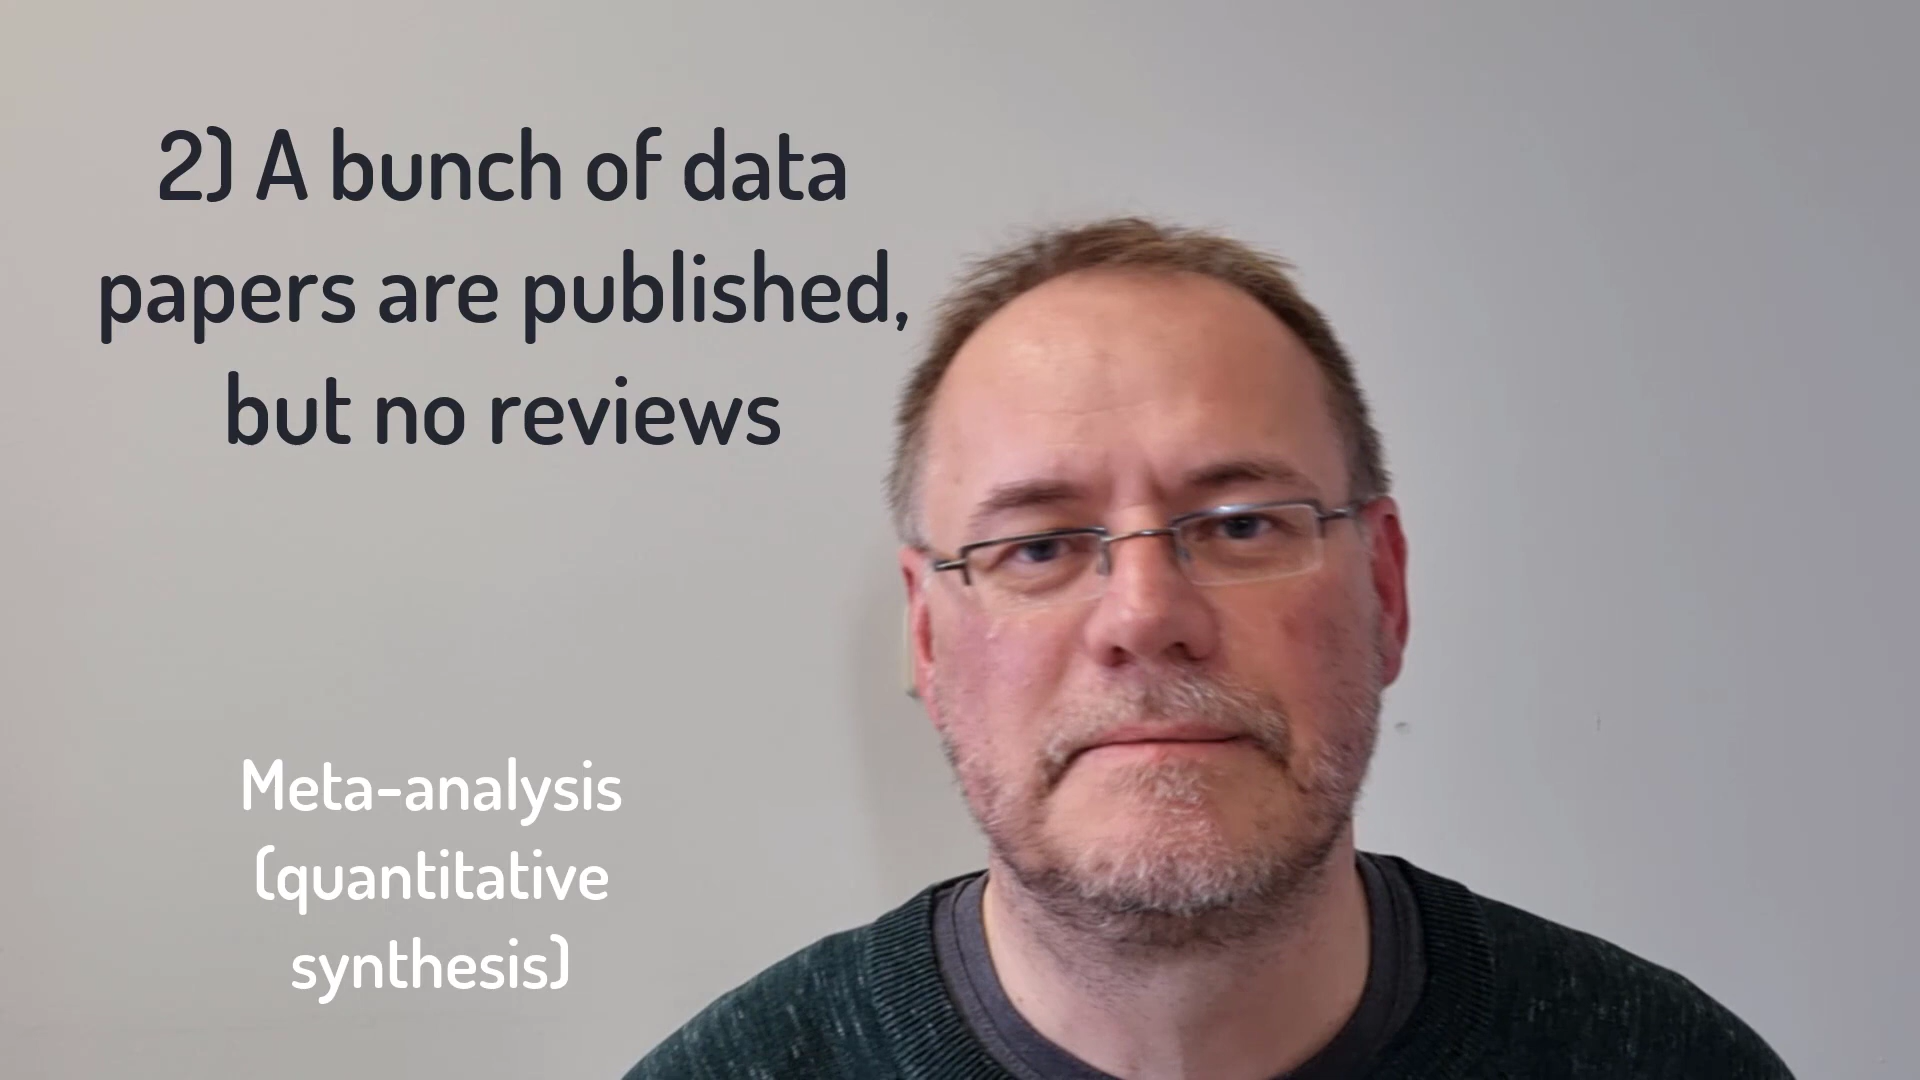 2) A bunch of data
papers are published,
but no reviews
Meta-analysis
(quantitative
synthesis)